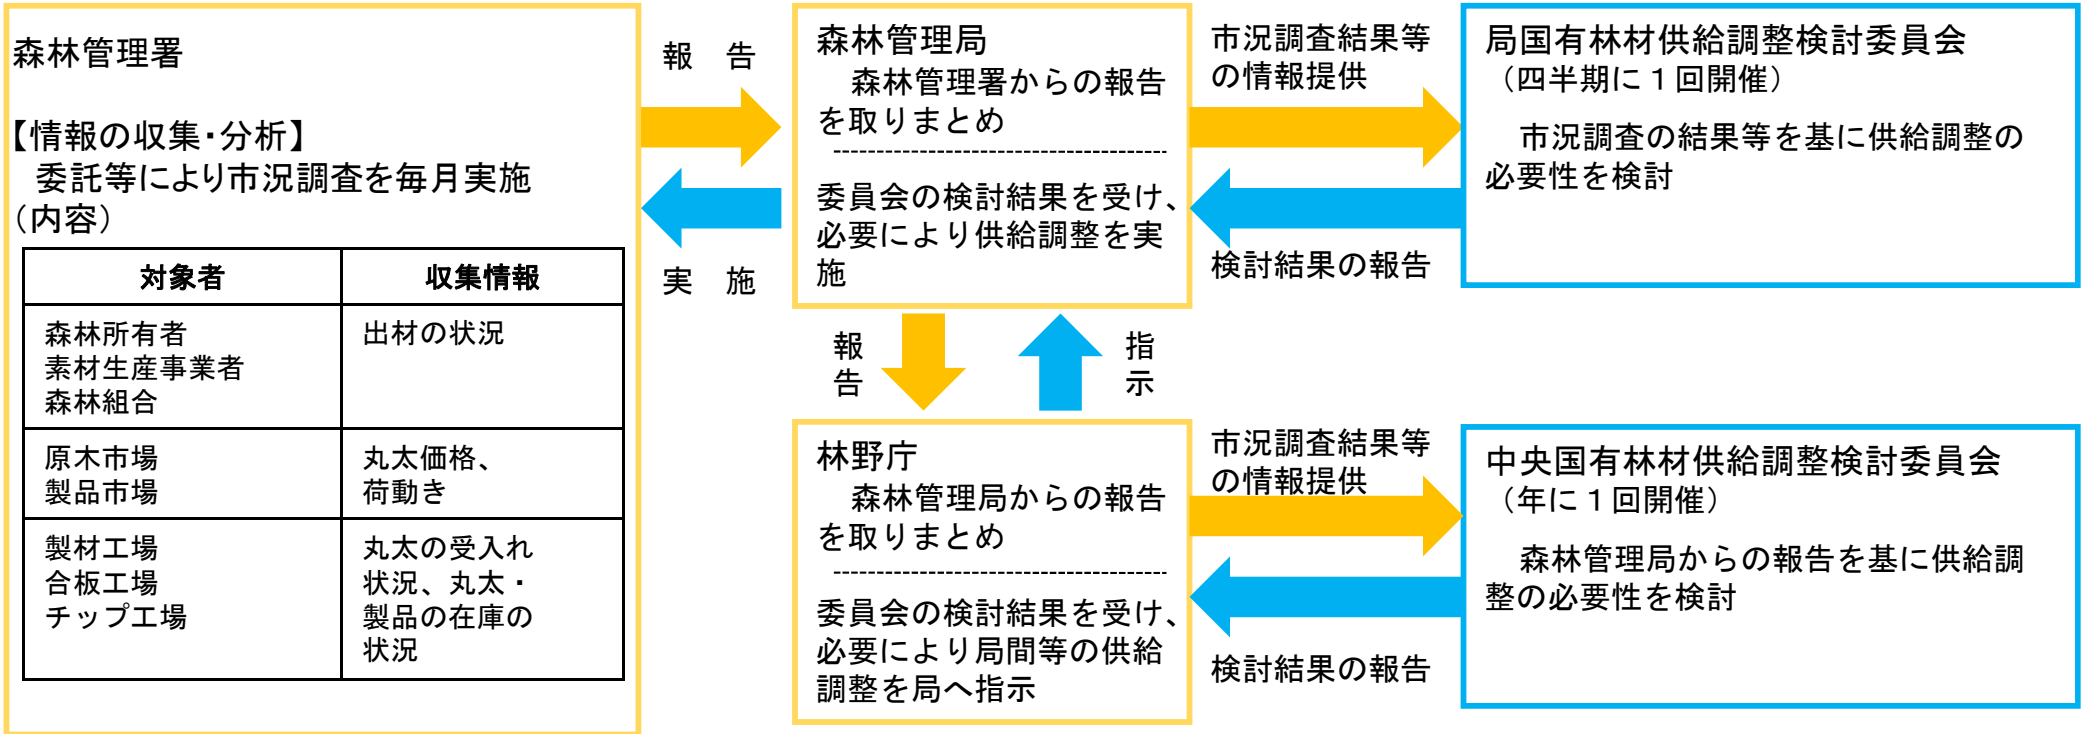 森林管理署
【情報の収集・分析】
委託等により市況調査を毎月実施
（内容）
対象者
収集情報
森林所有者
素材生産事業者
森林組合
出材の状況
原木市場
製品市場
丸太価格、
荷動き
製材工場
合板工場
チップ工場
丸太の受入れ
状況、丸太・
製品の在庫の
状況
報　告
実　施
森林管理局
森林管理署からの報告
を取りまとめ
委員会の検討結果を受け、
必要により供給調整を実
施
市況調査結果等
の情報提供
検討結果の報告
局国有林材供給調整検討委員会
（四半期に１回開催）
市況調査の結果等を基に供給調整の
必要性を検討
報
告
指
示
林野庁
森林管理局からの報告
を取りまとめ
委員会の検討結果を受け、
必要により局間等の供給
調整を局へ指示
市況調査結果等
の情報提供
検討結果の報告
中央国有林材供給調整検討委員会
（年に１回開催）
森林管理局からの報告を基に供給調
整の必要性を検討